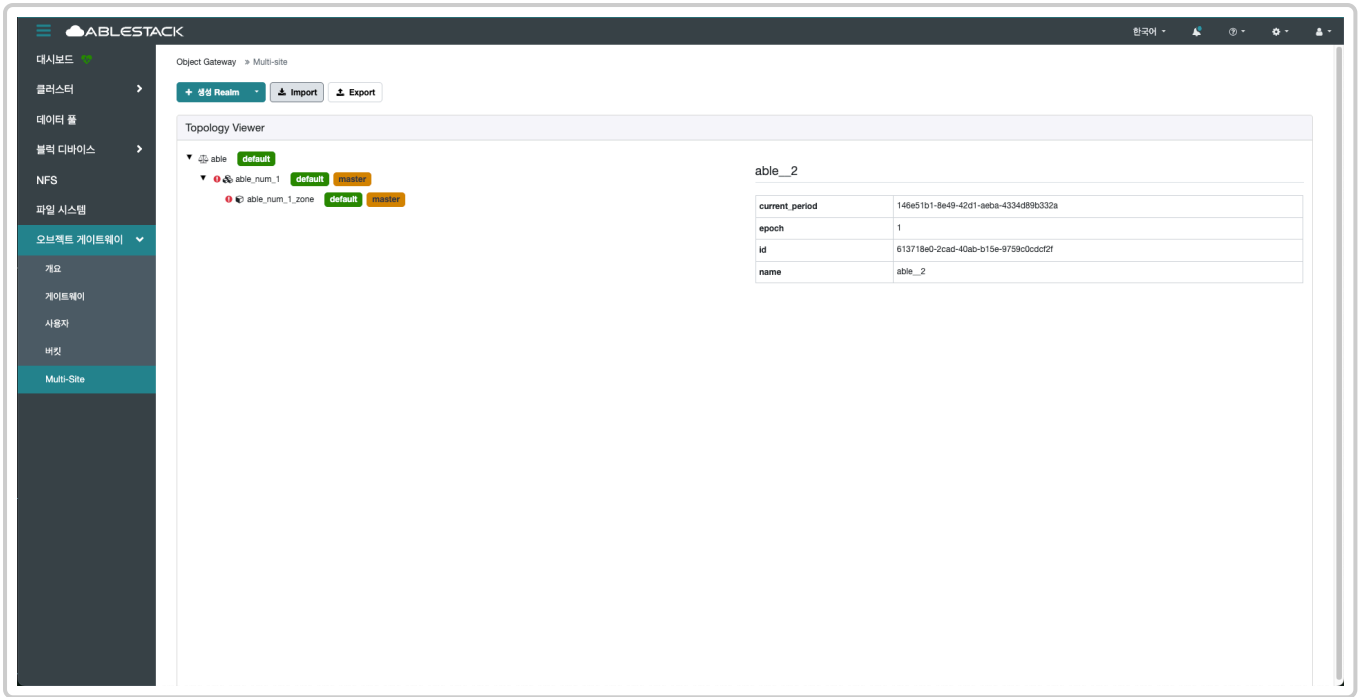 ABLESTACK
한국어
대시보드
클러스터
데이터 풀
블럭 디바이스
NFS
파일 시스템
오브젝트 게이트웨이
개요
게이트웨이
사용자
버킷
Multi-Site
Object Gateway » Multi-site
+ 생성 Realm Import Export
Topology Viewer
able default
able_num_1 default master
able_num_1_zone default master
able__2
current_period 146e51b1-8e49-42d1-aeba-4334d89b332a
epoch 1
id 613718e0-2cad-40ab-b15e-9759c0cdcf2f
name able__2